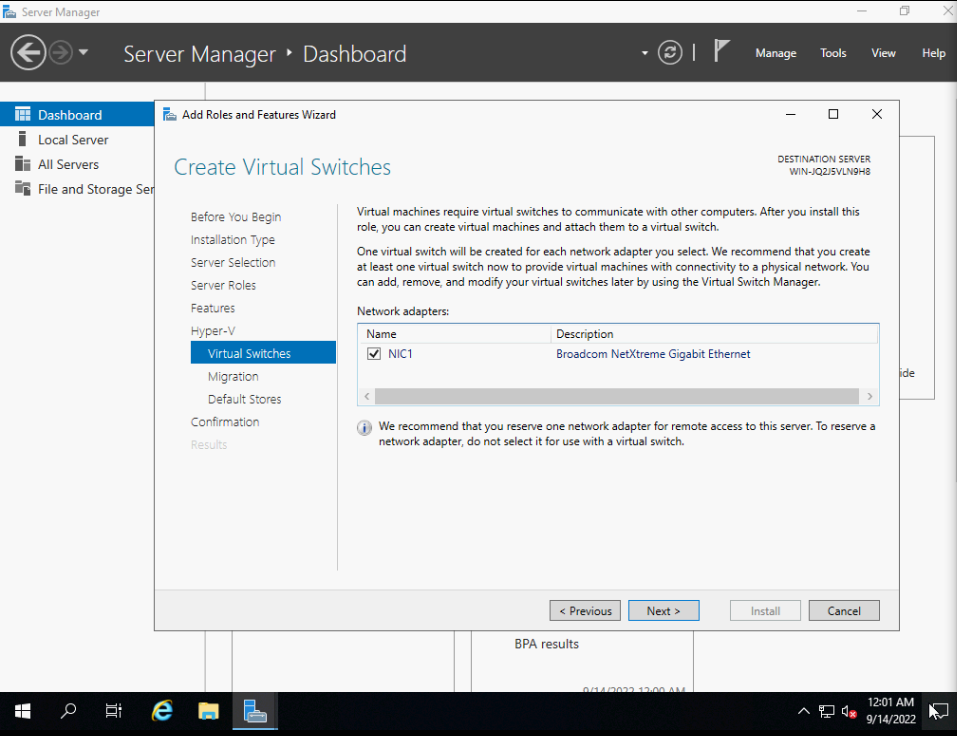 Server Manager
Server Manager • Dashboard
Manage Tools View Help
Dashboard
Local Server
All Servers
File and Storage Ser
Add Roles and Features Wizard
Create Virtual Switches
DESTINATION SERVER
WIN-JQ2J5VLN9H8
Before You Begin
Installation Type
Server Selection
Server Roles
Features
Hyper-V
Virtual Switches
Migration
Default Stores
Confirmation
Results
Virtual machines require virtual switches to communicate with other computers. After you install this
role, you can create virtual machines and attach them to a virtual switch.
One virtual switch will be created for each network adapter you select. We recommend that you create
at least one virtual switch now to provide virtual machines with connectivity to a physical network. You
can add, remove, and modify your virtual switches later by using the Virtual Switch Manager.
Network adapters:
Name Description
NIC1 Broadcom NetXtreme Gigabit Ethernet
We recommend that you reserve one network adapter for remote access to this server. To reserve a
network adapter, do not select it for use with a virtual switch.
ide
< Previous Next > Install Cancel
BPA results
9/14/2022 12:00 AM
12:01 AM
9/14/2022